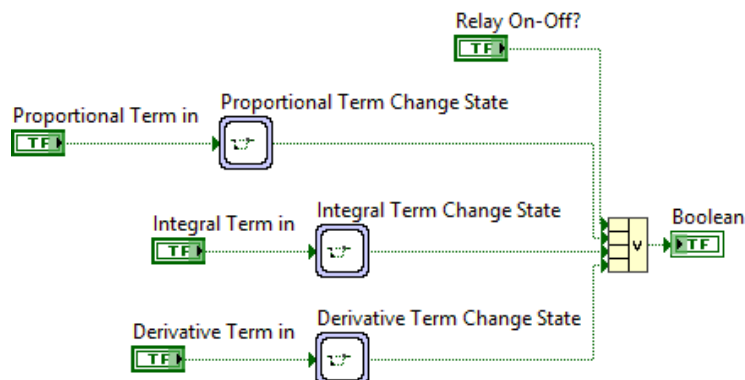 Relay On-Off?
TF
Proportional Term Change State
Proportional Term in
TF
Integral Term Change State
Integral Term in
TF
Boolean
V
TF
Derivative Term Change State
Derivative Term in
TF